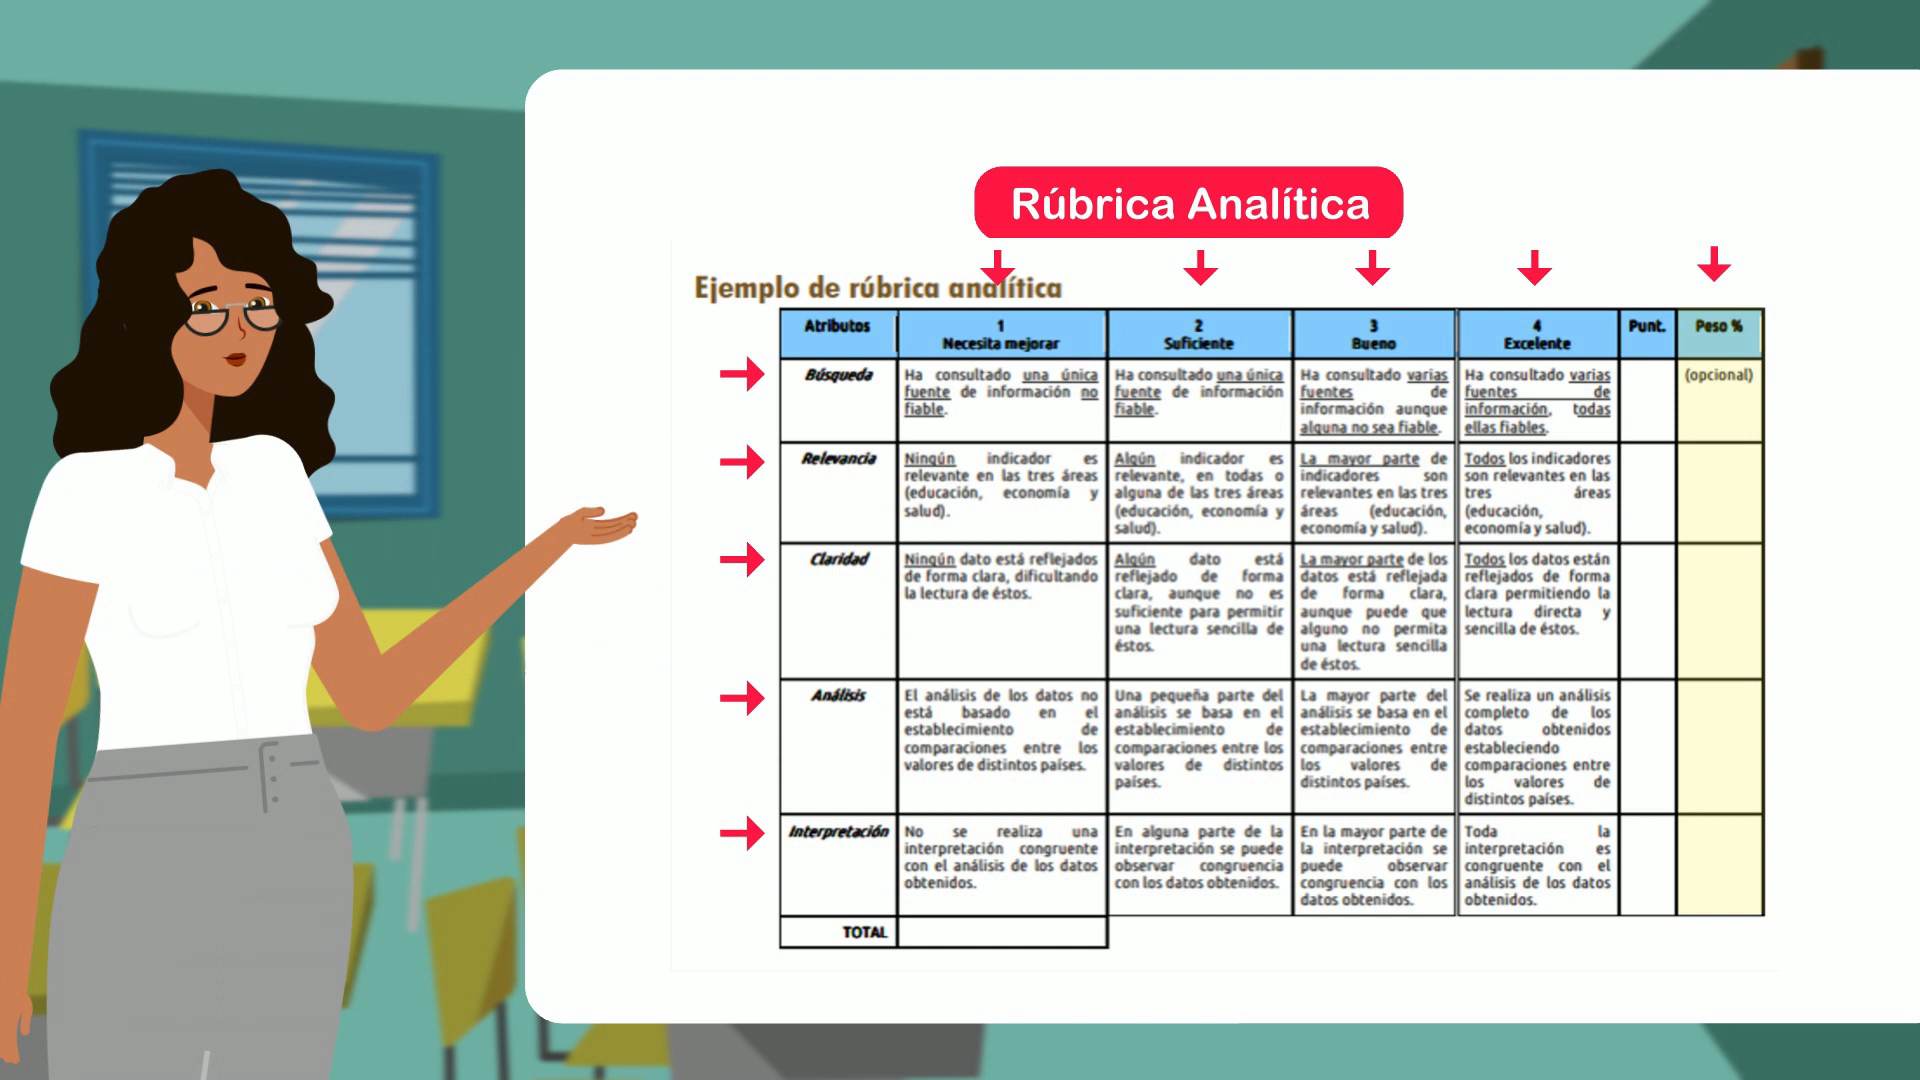 Rúbrica Analítica
Ejemplo de rúbrica analítica
Atributos
1
Necesita mejorar
2
Suficiente
3
Bueno
4
Excelente
Punt.
Peso %
Búsqueda
Ha consultado una única
fuente de información no
fiable.
Ha consultado una única
fuente de información
fiable.
Ha consultado varias
fuentes de
información aunque
alguna no sea fiable.
Ha consultado varias
fuentes de
información, todas
ellas fiables.
(opcional)
Relevancia
Ningún indicador es
relevante en las tres áreas
(educación, economía y
salud).
Algún indicador es
relevante, en todas o
alguna de las tres áreas
(educación, economía y
salud).
La mayor parte de
indicadores son
relevantes en las tres
áreas (educación,
economía y salud).
Todos los indicadores
son relevantes en las
tres áreas
(educación,
economía y salud).
Claridad
Ningún dato está reflejados
de forma clara, dificultando
la lectura de éstos.
Algún dato está
reflejado de forma
clara, aunque no es
suficiente para permitir
una lectura sencilla de
éstos.
La mayor parte de los
datos está reflejada
de forma clara,
aunque puede que
alguno no permita
una lectura sencilla
de éstos.
Todos los datos están
reflejados de forma
clara permitiendo la
lectura directa y
sencilla de éstos.
Análisis
El análisis de los datos no
está basado en el
establecimiento de
comparaciones entre los
valores de distintos países.
Una pequeña parte del
análisis se basa en el
establecimiento de
comparaciones entre los
valores de distintos
países.
La mayor parte del
análisis se basa en el
establecimiento de
comparaciones entre
los valores de
distintos países.
Se realiza un análisis
completo de los
datos obtenidos
estableciendo
comparaciones entre
los valores de
distintos países.
Interpretación
No se realiza una
interpretación congruente
con el análisis de los datos
obtenidos.
En alguna parte de la
interpretación se puede
observar congruencia
con los datos obtenidos.
En la mayor parte de
la interpretación se
puede observar
congruencia con los
datos obtenidos.
Toda la
interpretación es
congruente con el
análisis de los datos
obtenidos.
TOTAL